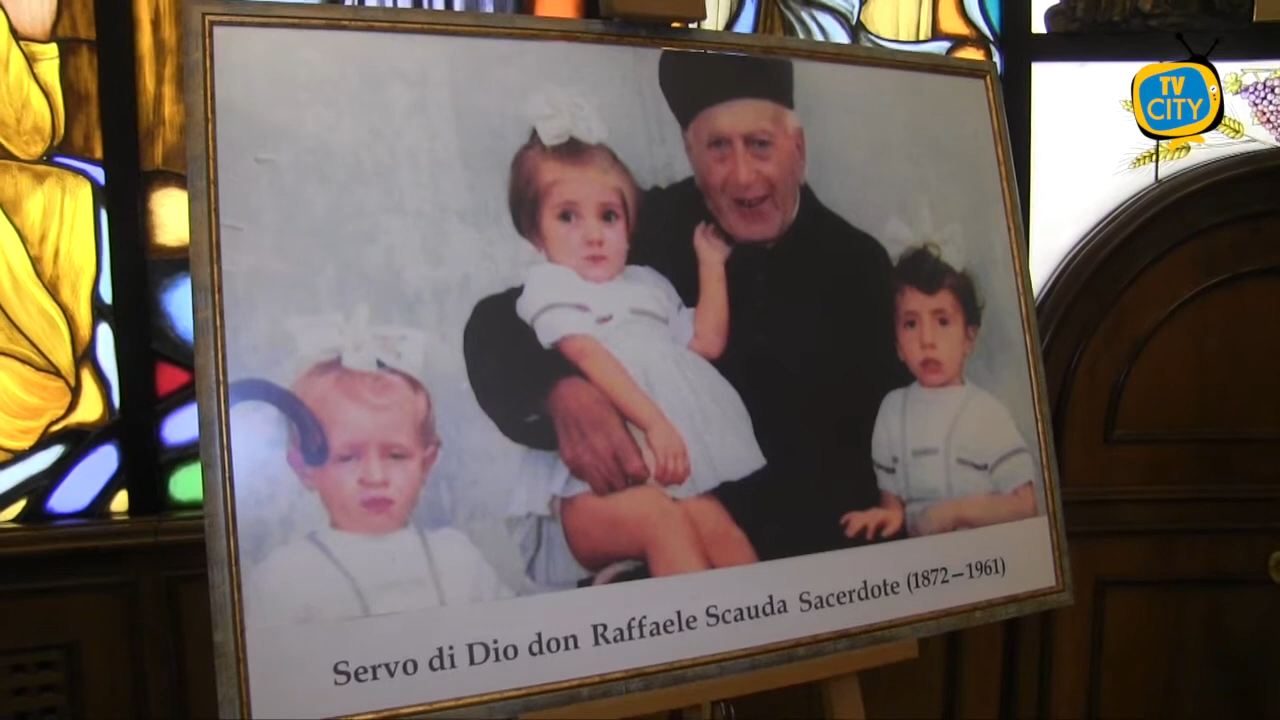 TV
CITY
Servo di Dio don Raffaele Scauda Sacerdote (1872–1961)